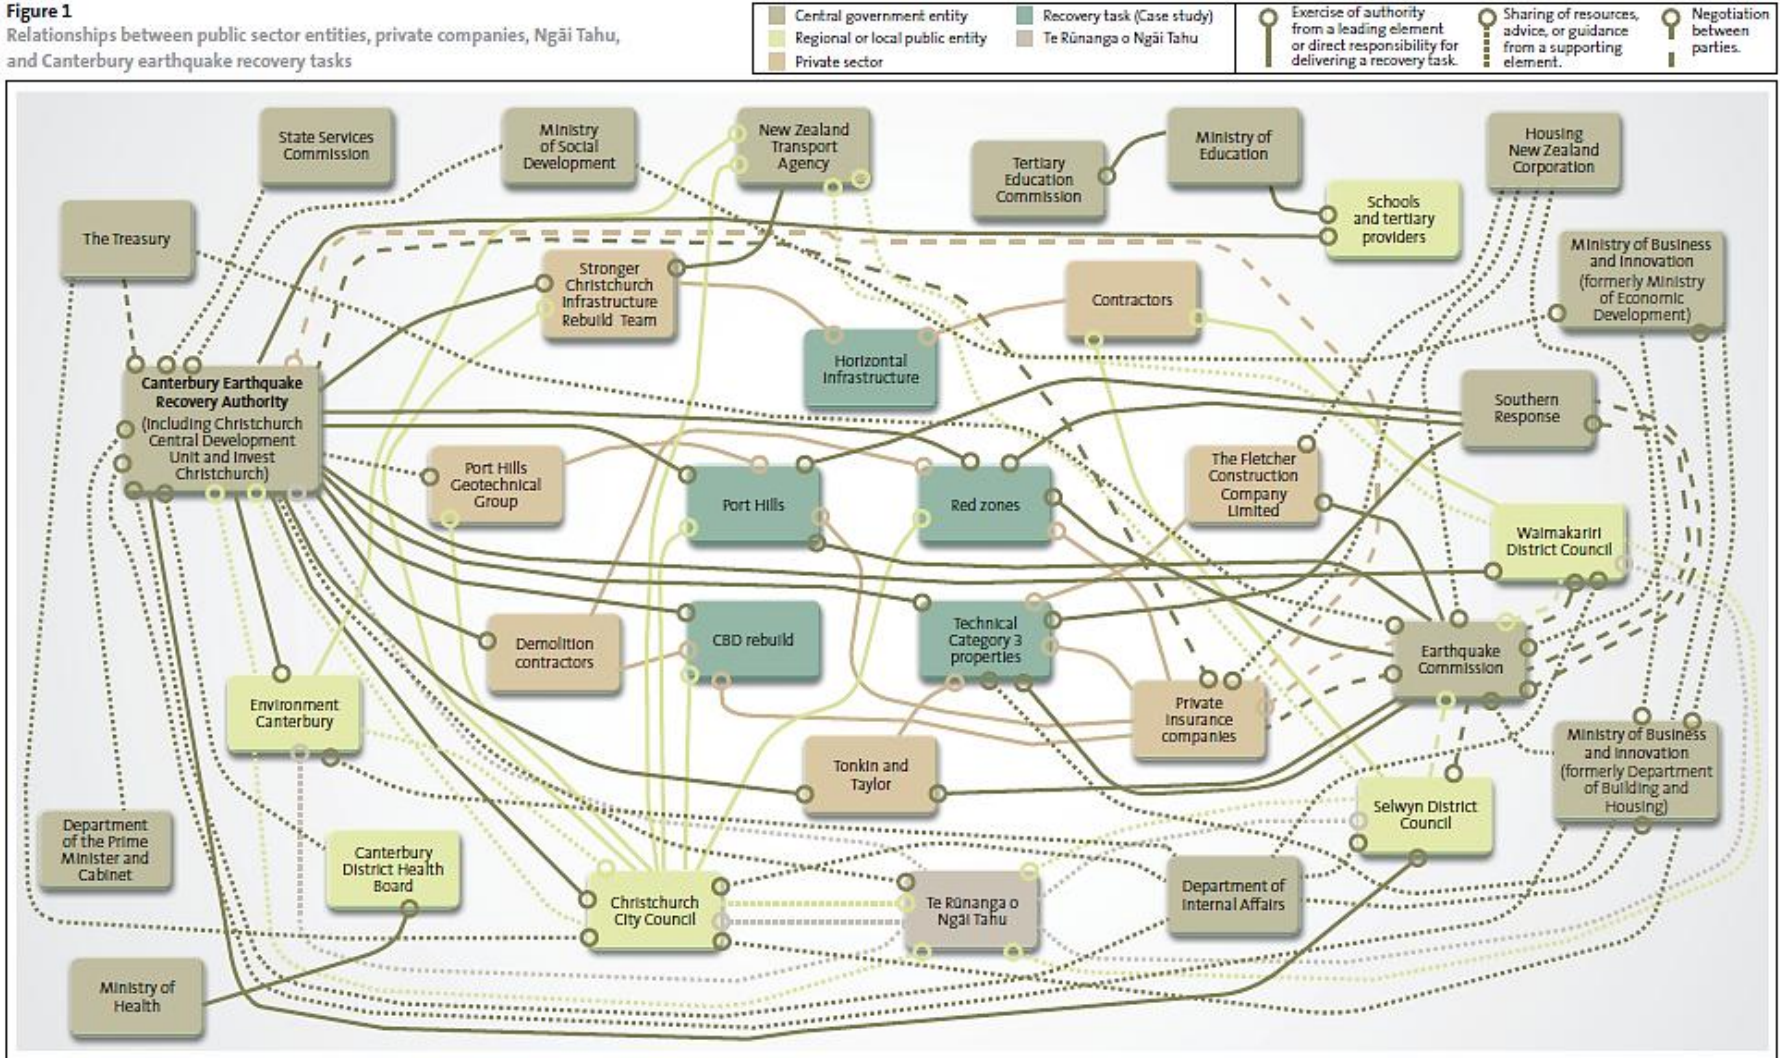 Figure 1
Relationships between public sector entities, private companies, Ngāi Tahu,
and Canterbury earthquake recovery tasks
Central government entity
Regional or local public entity
Private sector
Recovery task (Case study)
Te Rūnanga o Ngāi Tahu
Exercise of authority
from a leading element
or direct responsibility for
delivering a recovery task.
Sharing of resources,
advice, or guidance
from a supporting
element.
Negotiation
between
parties.
State Services
Commission
Ministry
of Social
Development
New Zealand
Transport
Agency
Tertiary
Education
Commission
Ministry of
Education
Housing
New Zealand
Corporation
The Treasury
Schools
and tertiary
providers
Ministry of Business
and Innovation
(formerly Ministry
of Economic
Development)
Stronger
Christchurch
Infrastructure
Rebuild Team
Contractors
Horizontal
Infrastructure
Canterbury Earthquake
Recovery Authority
(including Christchurch
Central Development
Unit and Invest
Christchurch)
Southern
Response
Port Hills
Geotechnical
Group
Port Hills
Red zones
The Fletcher
Construction
Company
Limited
Waimakariri
District Council
Demolition
contractors
CBD rebuild
Technical
Category 3
properties
Earthquake
Commission
Environment
Canterbury
Private
insurance
companies
Tonkin and
Taylor
Ministry of Business
and Innovation
(formerly Department
of Building and
Housing)
Selwyn District
Council
Department
of the Prime
Minister and
Cabinet
Canterbury
District Health
Board
Christchurch
City Council
Te Rūnanga o
Ngāi Tahu
Department of
Internal Affairs
Ministry of
Health